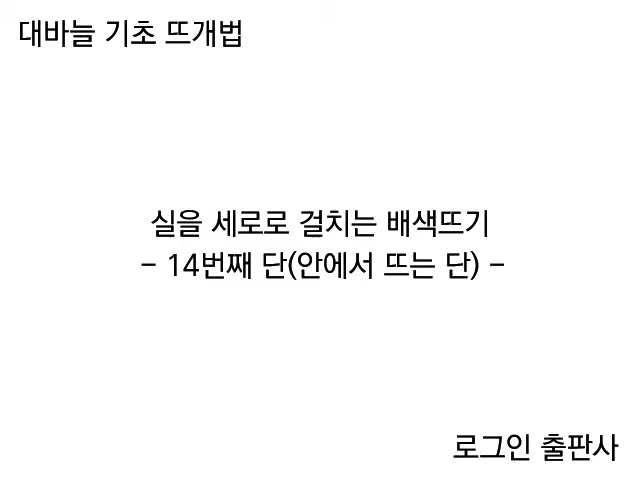 대바늘 기초 뜨개법
실을 세로로 걸치는 배색뜨기
- 14번째 단(안에서 뜨는 단) -
로그인 출판사